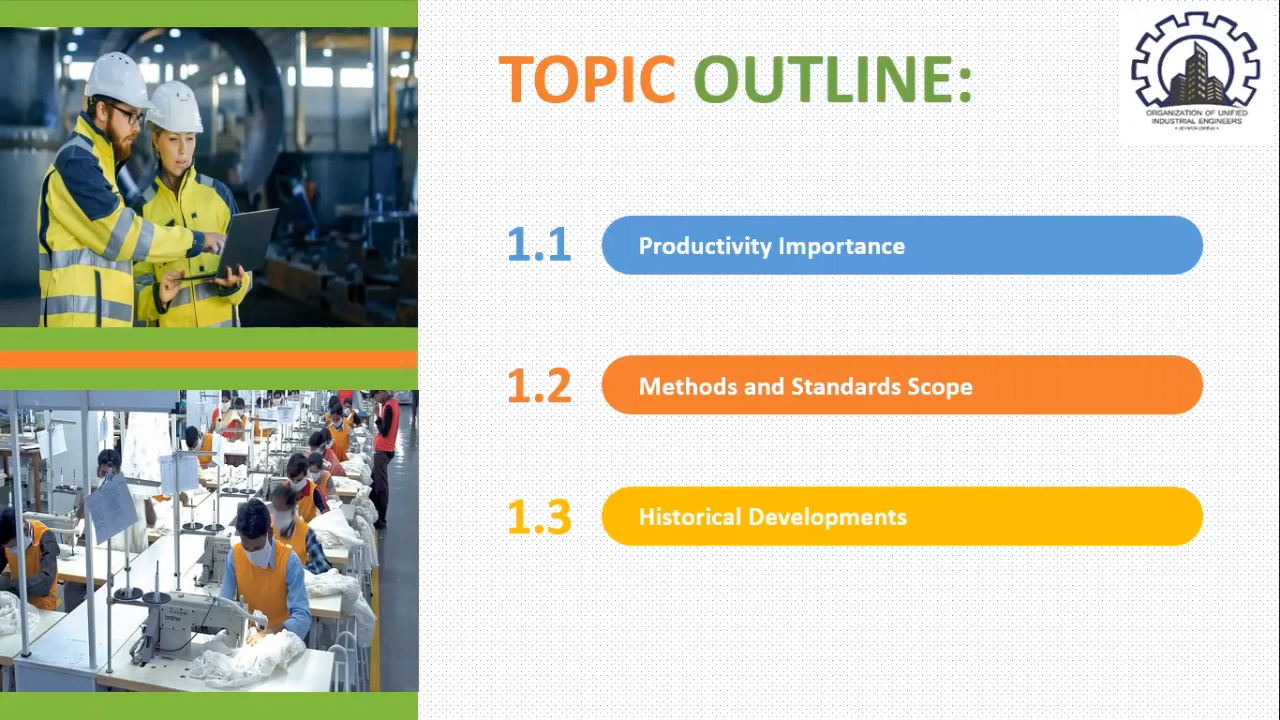 TOPIC OUTLINE:
ORGANIZATION OF UNIFIED
INDUSTRIAL ENGINEERS
1.1 Productivity Importance
1.2 Methods and Standards Scope
1.3 Historical Developments
brother